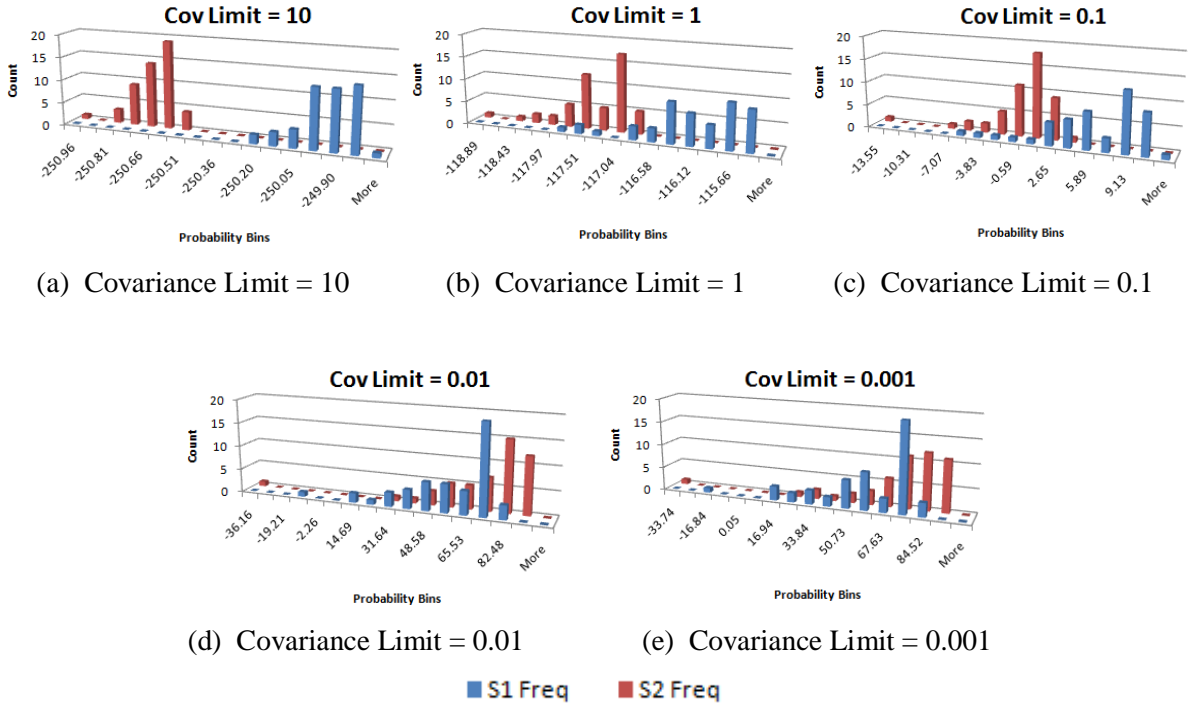 Cov Limit = 10
20
15
10
5
0
Count
-250.96
-250.81
-250.66
-250.51
-250.36
-250.20
-250.05
-249.90
More
Probability Bins
(a) Covariance Limit = 10
Cov Limit = 1
20
15
10
5
0
Count
-118.89
-118.43
-117.97
-117.51
-117.04
-116.58
-116.12
-115.66
More
Probability Bins
(b) Covariance Limit = 1
Cov Limit = 0.1
20
15
10
5
0
Count
-13.55
-10.31
-7.07
-3.83
-0.59
2.65
5.89
9.13
More
Probability Bins
(c) Covariance Limit = 0.1
Cov Limit = 0.01
20
15
10
5
0
Count
-36.16
-19.21
-2.26
14.69
31.64
48.58
65.53
82.48
More
Probability Bins
(d) Covariance Limit = 0.01
Cov Limit = 0.001
20
15
10
5
0
Count
-33.74
-16.84
0.05
16.94
33.84
50.73
67.63
84.52
More
Probability Bins
(e) Covariance Limit = 0.001
S1 Freq
S2 Freq